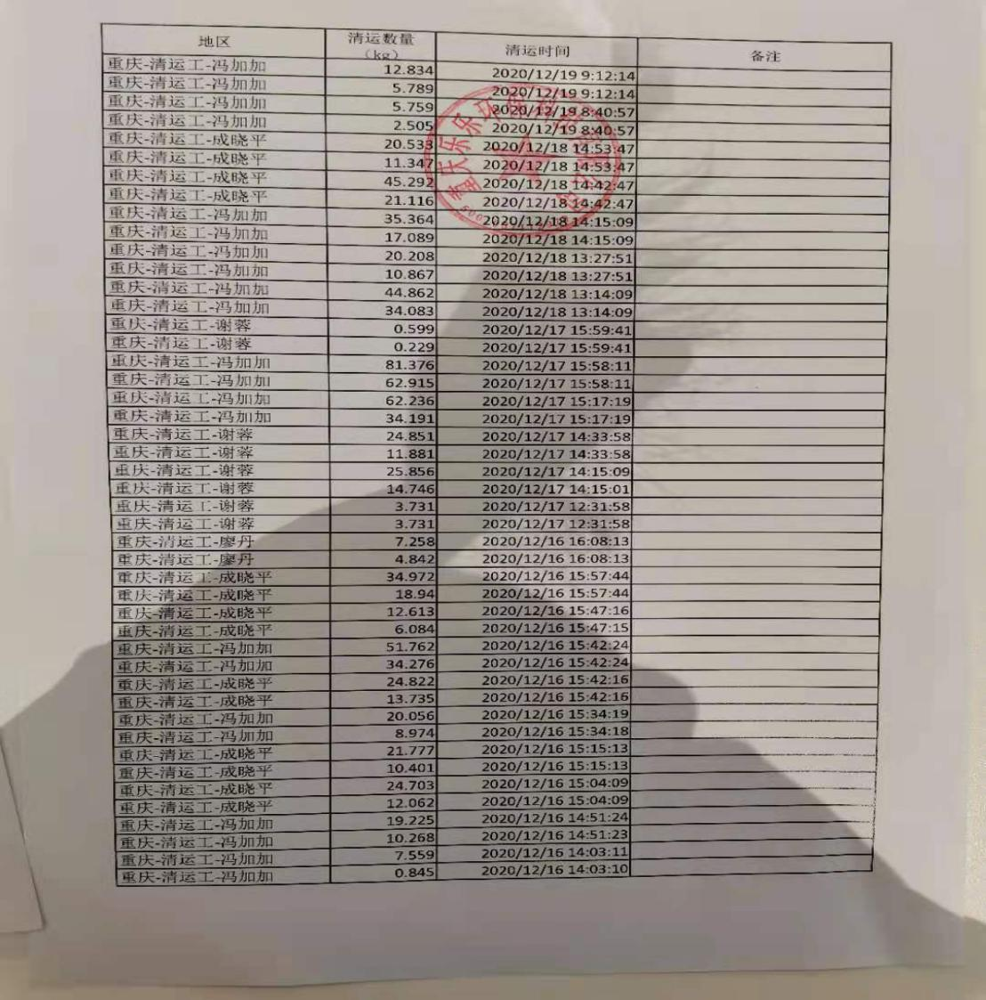 地区 清运数量（kg） 清运时间 备注
重庆-清运工-冯加加 12.834 2020/12/19 9:12:14
重庆-清运工-冯加加 5.789 2020/12/19 9:12:14
重庆-清运工-冯加加 5.759 2020/12/19 8:40:57
重庆-清运工-冯加加 2.505 2020/12/19 8:40:57
重庆-清运工-成晓平 20.533 2020/12/18 14:53:47
重庆-清运工-成晓平 11.347 2020/12/18 14:53:47
重庆-清运工-成晓平 45.292 2020/12/18 14:42:47
重庆-清运工-成晓平 21.116 2020/12/18 14:42:47
重庆-清运工-冯加加 35.364 2020/12/18 14:15:09
重庆-清运工-冯加加 17.089 2020/12/18 14:15:09
重庆-清运工-冯加加 20.208 2020/12/18 13:27:51
重庆-清运工-冯加加 10.867 2020/12/18 13:27:51
重庆-清运工-冯加加 44.862 2020/12/18 13:14:09
重庆-清运工-冯加加 34.083 2020/12/18 13:14:09
重庆-清运工-谢蓉 0.599 2020/12/17 15:59:41
重庆-清运工-谢蓉 0.229 2020/12/17 15:59:41
重庆-清运工-冯加加 81.376 2020/12/17 15:58:11
重庆-清运工-冯加加 62.915 2020/12/17 15:58:11
重庆-清运工-冯加加 62.236 2020/12/17 15:17:19
重庆-清运工-冯加加 34.191 2020/12/17 15:17:19
重庆-清运工-谢蓉 24.851 2020/12/17 14:33:58
重庆-清运工-谢蓉 11.881 2020/12/17 14:33:58
重庆-清运工-谢蓉 25.856 2020/12/17 14:15:09
重庆-清运工-谢蓉 14.746 2020/12/17 14:15:01
重庆-清运工-谢蓉 3.731 2020/12/17 12:31:58
重庆-清运工-谢蓉 3.731 2020/12/17 12:31:58
重庆-清运工-廖丹 7.258 2020/12/16 16:08:13
重庆-清运工-廖丹 4.842 2020/12/16 16:08:13
重庆-清运工-成晓平 34.972 2020/12/16 15:57:44
重庆-清运工-成晓平 18.94 2020/12/16 15:57:44
重庆-清运工-成晓平 12.613 2020/12/16 15:47:16
重庆-清运工-成晓平 6.084 2020/12/16 15:47:15
重庆-清运工-冯加加 51.762 2020/12/16 15:42:24
重庆-清运工-冯加加 34.276 2020/12/16 15:42:24
重庆-清运工-成晓平 24.822 2020/12/16 15:42:16
重庆-清运工-成晓平 13.735 2020/12/16 15:42:16
重庆-清运工-冯加加 20.056 2020/12/16 15:34:19
重庆-清运工-冯加加 8.974 2020/12/16 15:34:18
重庆-清运工-成晓平 21.777 2020/12/16 15:15:13
重庆-清运工-成晓平 10.401 2020/12/16 15:15:13
重庆-清运工-成晓平 24.703 2020/12/16 15:04:09
重庆-清运工-成晓平 12.062 2020/12/16 15:04:09
重庆-清运工-冯加加 19.225 2020/12/16 14:51:24
重庆-清运工-冯加加 10.268 2020/12/16 14:51:23
重庆-清运工-冯加加 7.559 2020/12/16 14:03:11
重庆-清运工-冯加加 0.845 2020/12/16 14:03:10